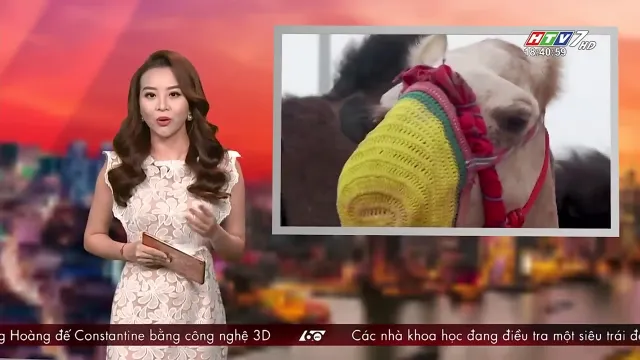 HTV7 HD
18:40:59
g Hoàng đế Constantine bằng công nghệ 3D
60
Các nhà khoa học đang điều tra một siêu trái đ